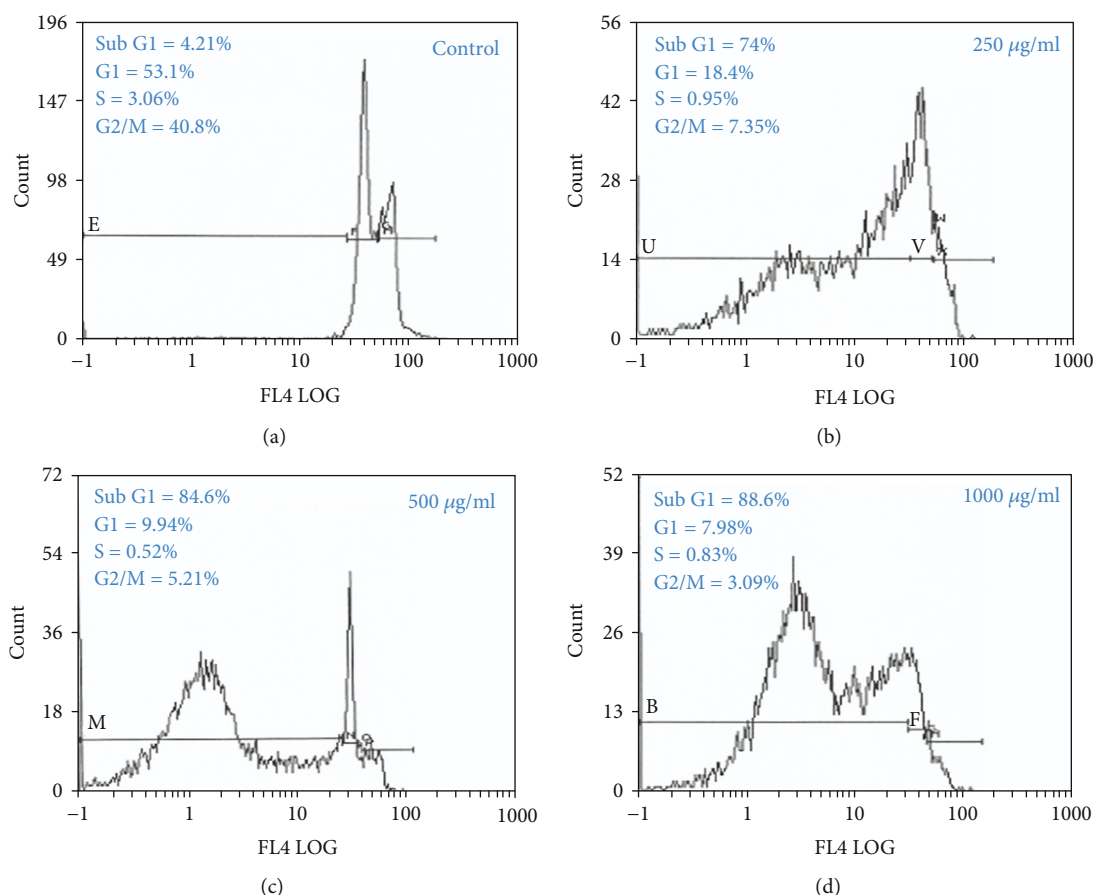 196
147
98
49
0
Count
Sub G1 = 4.21%
G1 = 53.1%
S = 3.06%
G2/M = 40.8%
Control
E
−1
1
10
100
1000
FL4 LOG
(a)
56
42
28
14
0
Count
Sub G1 = 74%
G1 = 18.4%
S = 0.95%
G2/M = 7.35%
250 μg/ml
U
V
−1
1
10
100
1000
FL4 LOG
(b)
72
54
36
18
0
Count
Sub G1 = 84.6%
G1 = 9.94%
S = 0.52%
G2/M = 5.21%
500 μg/ml
M
−1
1
10
100
1000
FL4 LOG
(c)
52
39
26
13
0
Count
Sub G1 = 88.6%
G1 = 7.98%
S = 0.83%
G2/M = 3.09%
1000 μg/ml
B
F
−1
1
10
100
1000
FL4 LOG
(d)